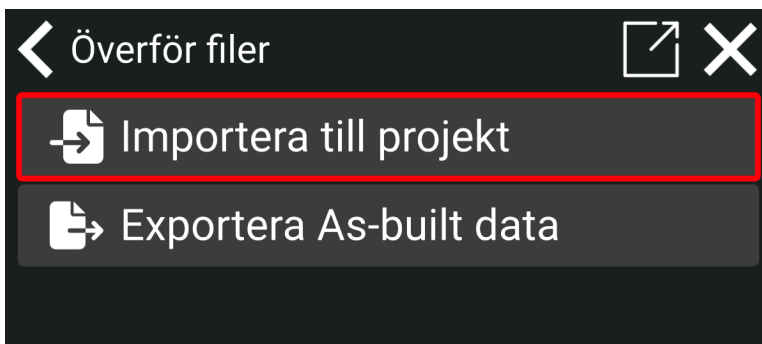 Överför filer
Importera till projekt
Exportera As-built data